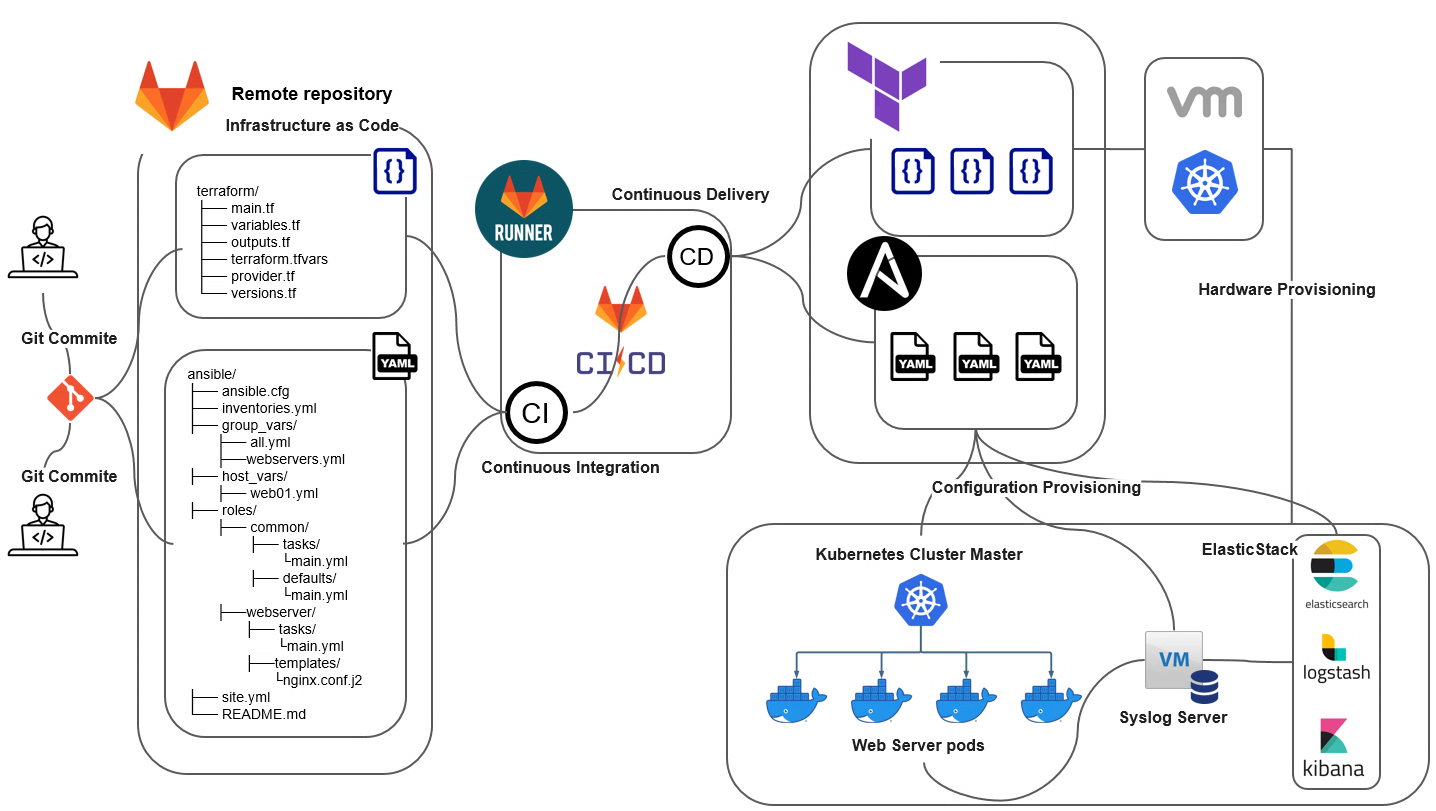 Remote repository
Infrastructure as Code
{}
terraform/
main.tf
variables.tf
outputs.tf
terraform.tfvars
provider.tf
versions.tf
</>
Git Commite
Git Commite
</>
YAML
ansible/
ansible.cfg
inventories.yml
group_vars/
all.yml
webservers.yml
host_vars/
web01.yml
roles/
common/
tasks/
main.yml
defaults/
main.yml
webserver/
tasks/
main.yml
templates/
nginx.conf.j2
site.yml
README.md
RUNNER
Continuous Delivery
CD
CI CD
CI
Continuous Integration
{}
{}
{}
YAML
YAML
YAML
vm
Hardware Provisioning
Configuration Provisioning
Kubernetes Cluster Master
Web Server pods
VM
Syslog Server
ElasticStack
elasticsearch
logstash
kibana